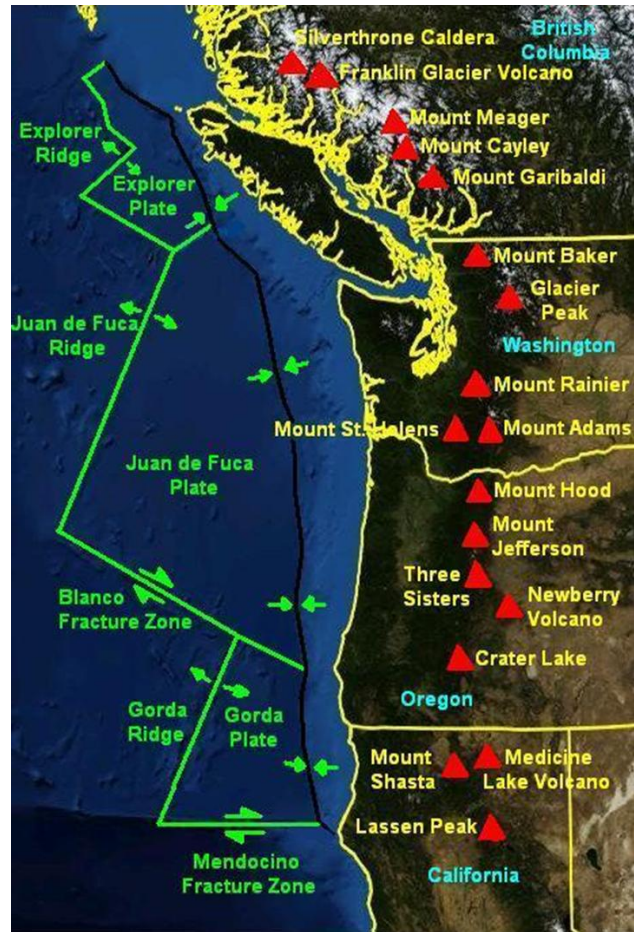 British
Columbia
Silverthrone Caldera
Franklin Glacier Volcano
Explorer
Ridge
Mount Meager
Mount Cayley
Explorer
Plate
Mount Garibaldi
Mount Baker
Glacier
Peak
Juan de Fuca
Ridge
Washington
Mount Rainier
Mount St. Helens
Mount Adams
Juan de Fuca
Plate
Mount Hood
Mount
Jefferson
Three
Sisters
Newberry
Volcano
Blanco
Fracture Zone
Crater Lake
Oregon
Gorda
Ridge
Gorda
Plate
Mount
Shasta
Medicine
Lake Volcano
Lassen Peak
Mendocino
Fracture Zone
California